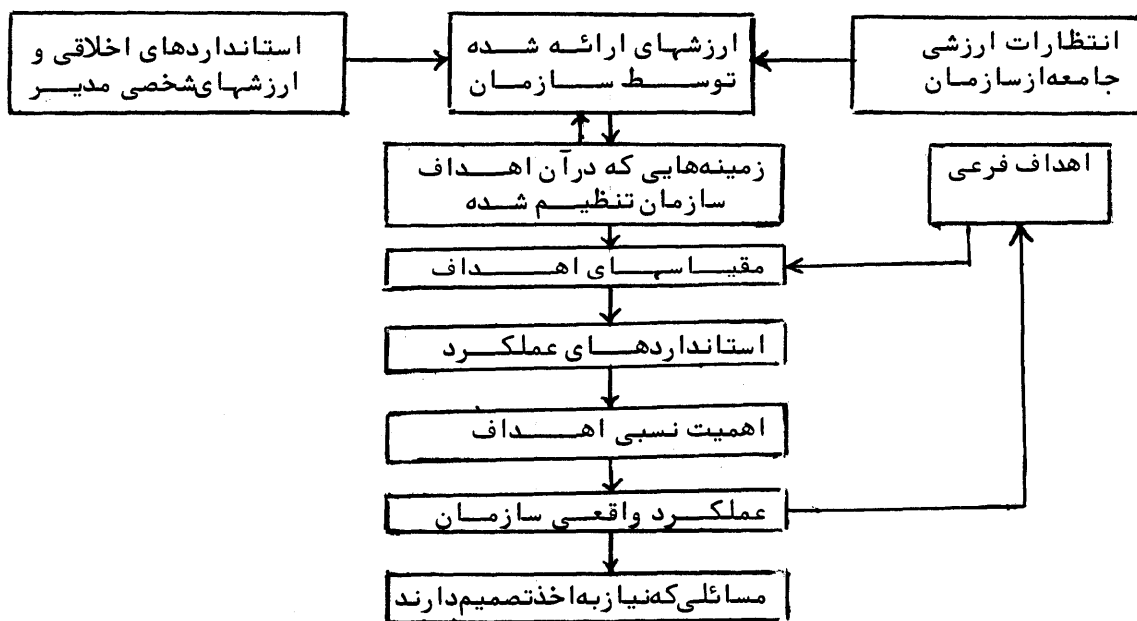 انتظارات ارزشی
جامعه از سازمان
ارزشهای ارائه شده
توسط سازمان
استانداردهای اخلاقی و
ارزشهای شخصی مدیر
زمینه‌هایی که در آن اهداف
سازمان تنظیم شده
اهداف فرعی
مقیاسهای اهداف
استانداردهای عملکرد
اهمیت نسبی اهداف
عملکرد واقعی سازمان
مسائلی که نیاز به اخذ تصمیم دارند